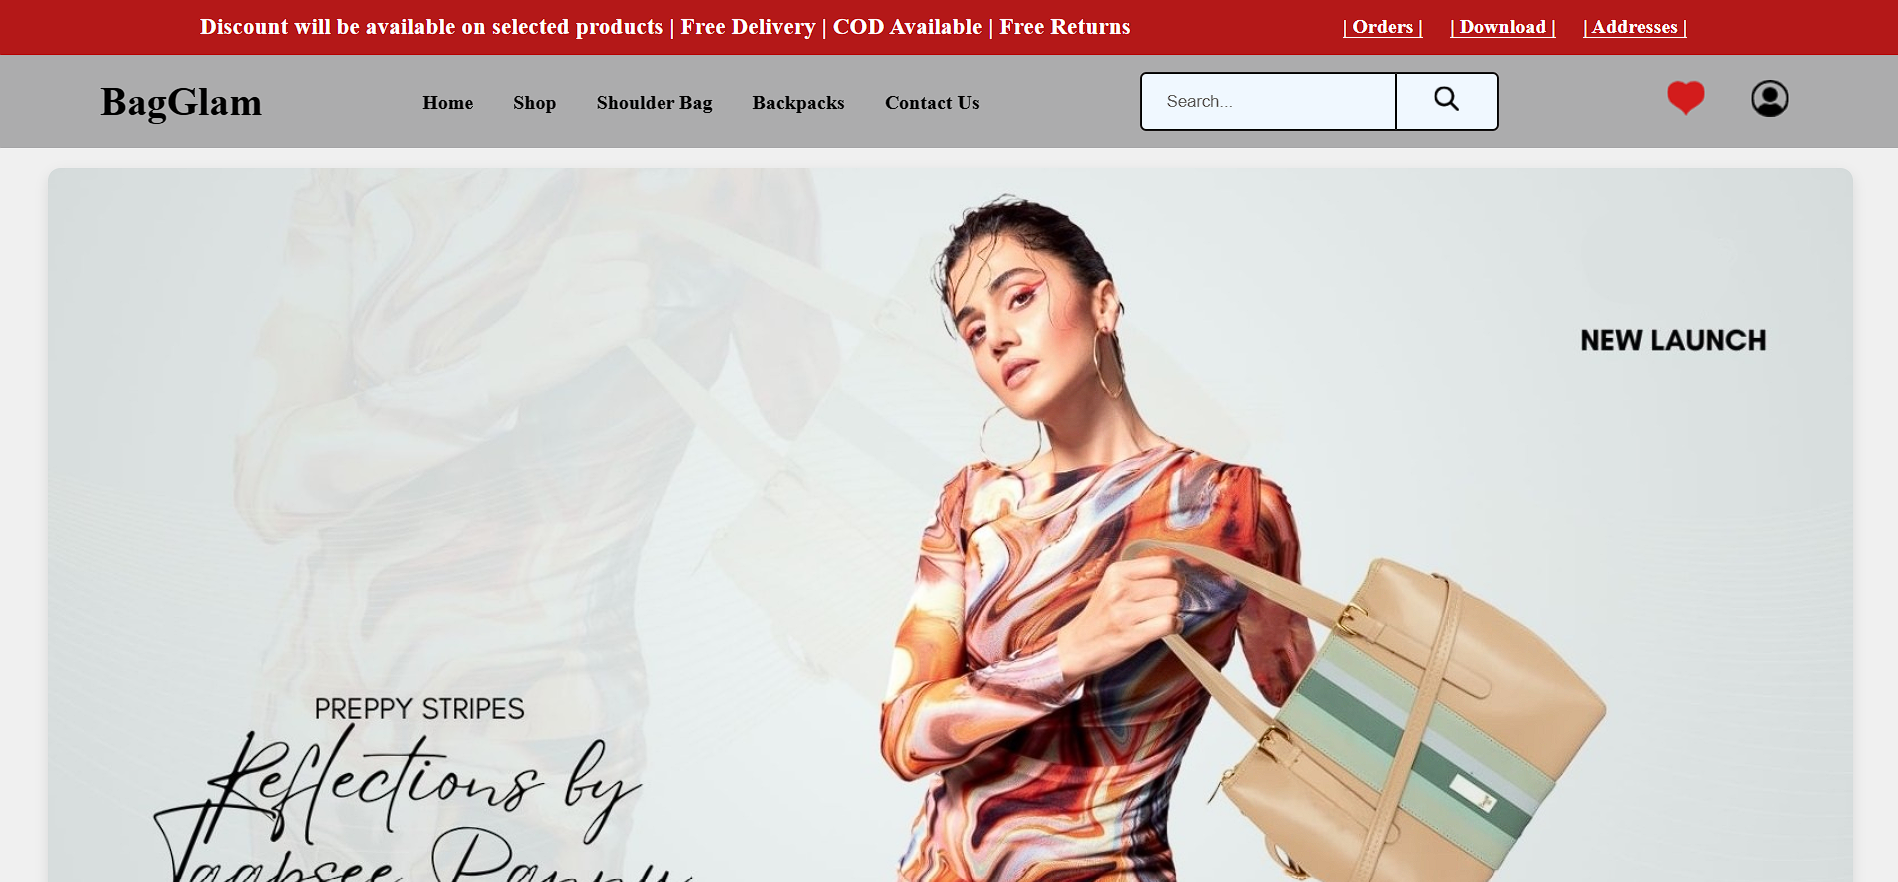 Discount will be available on selected products | Free Delivery | COD Available | Free Returns
| Orders | | Download | | Addresses |
BagGlam
Home Shop Shoulder Bag Backpacks Contact Us
Search...
NEW LAUNCH
PREPPY STRIPES
Reflections by
Taapsee Pannu